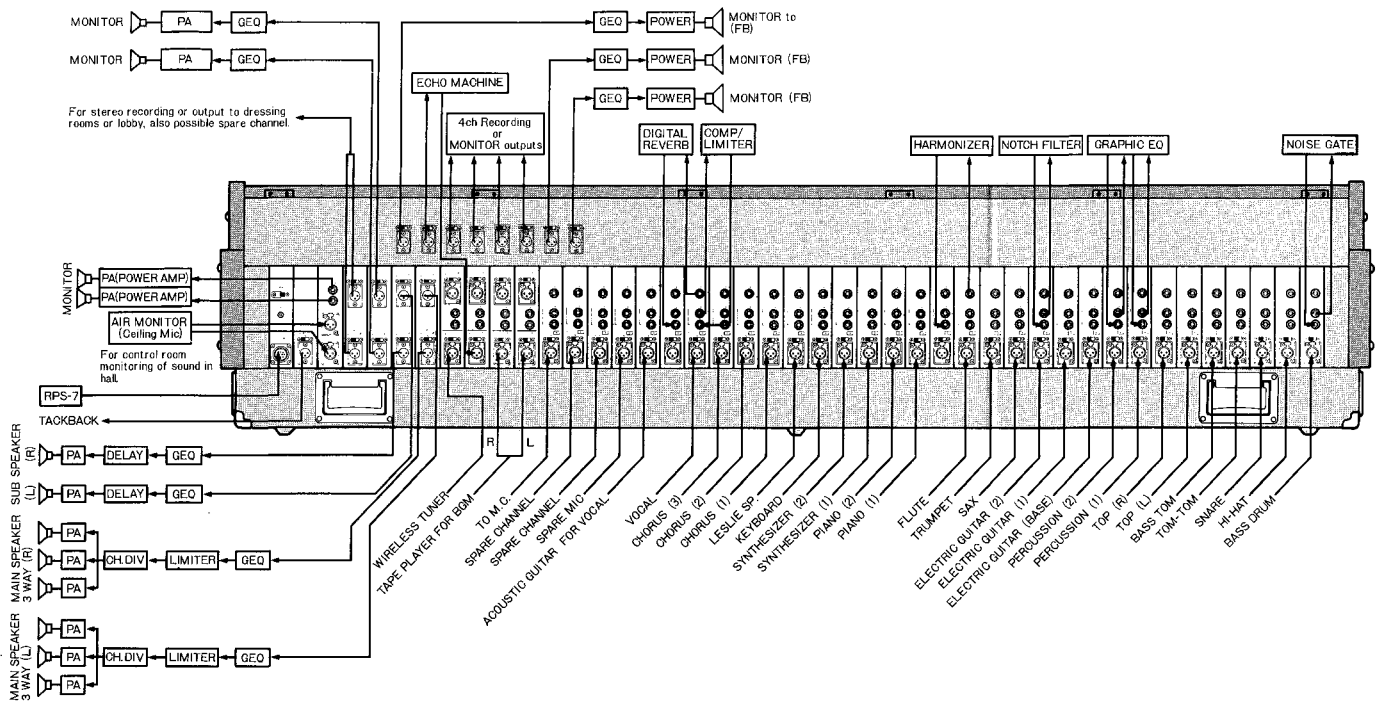 MONITOR PA GEQ
MONITOR PA GEQ
GEQ POWER MONITOR to
(FB)
GEQ POWER MONITOR (FB)
GEQ POWER MONITOR (FB)
ECHO MACHINE
For stereo recording or output to dressing
rooms or lobby, also possible spare channel.
4ch Recording
or
MONITOR outputs
DIGITAL
REVERB
COMP/
LIMITER
HARMONIZER
NOTCH FILTER
GRAPHIC EQ
NOISE GATE
MONITOR
PA(POWER AMP)
PA(POWER AMP)
AIR MONITOR
(Ceiling Mic)
For control room
monitoring of sound in
hall.
RPS-7
TACKBACK
SUB SPEAKER
(R)
PA DELAY GEQ
(L)
PA DELAY GEQ
MAIN SPEAKER
3 WAY (R)
PA
PA CH.DIV LIMITER GEQ
PA
MAIN SPEAKER
3 WAY (L)
PA
PA CH.DIV LIMITER GEQ
PA
R L
WIRELESS TUNER
TAPE PLAYER FOR BGM
TO M.C.
SPARE CHANNEL
SPARE CHANNEL
SPARE MIC
ACOUSTIC GUITAR FOR VOCAL
VOCAL
CHORUS (3)
CHORUS (2)
CHORUS (1)
LESLIE SP.
KEYBOARD
SYNTHESIZER (2)
SYNTHESIZER (1)
PIANO (2)
PIANO (1)
FLUTE
TRUMPET
SAX
ELECTRIC GUITAR (2)
ELECTRIC GUITAR (1)
ELECTRIC GUITAR (BASE)
PERCUSSION (2)
PERCUSSION (1)
TOP (R)
TOP (L)
BASS TOM
TOM-TOM
SNARE
HI-HAT
BASS DRUM